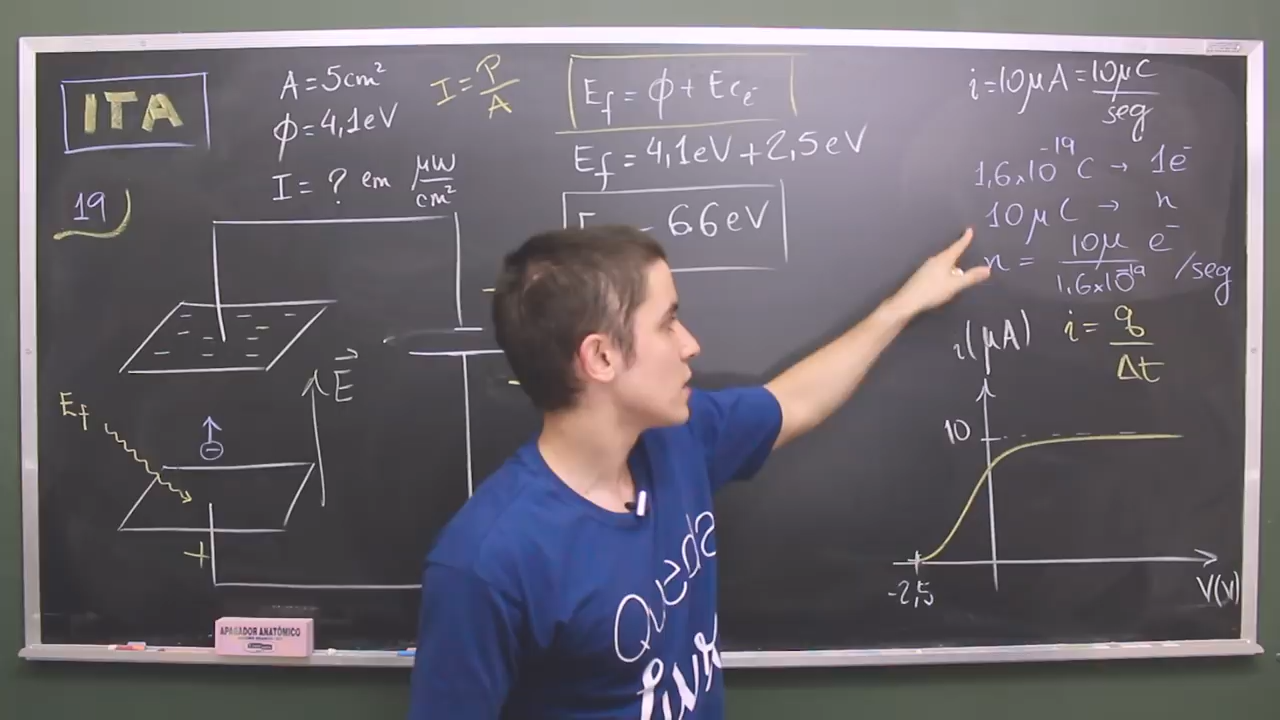 ITA
19
A = 5cm²
ϕ = 4,1eV
I = ? em μW/cm²
I = P/A
E_f = ϕ + Ec_e-
E_f = 4,1eV + 2,5eV
6,6eV
i = 10μA = 10μC/seg
1,6x10⁻¹⁹ C → 1e⁻
10μC → n
n = 10μ/1,6x10⁻¹⁹ e⁻/seg
i = q/Δt
i(μA)
10
-2,5
V(v)
E_f
E
APAGADOR ANATÔMICO
Queda
Livre